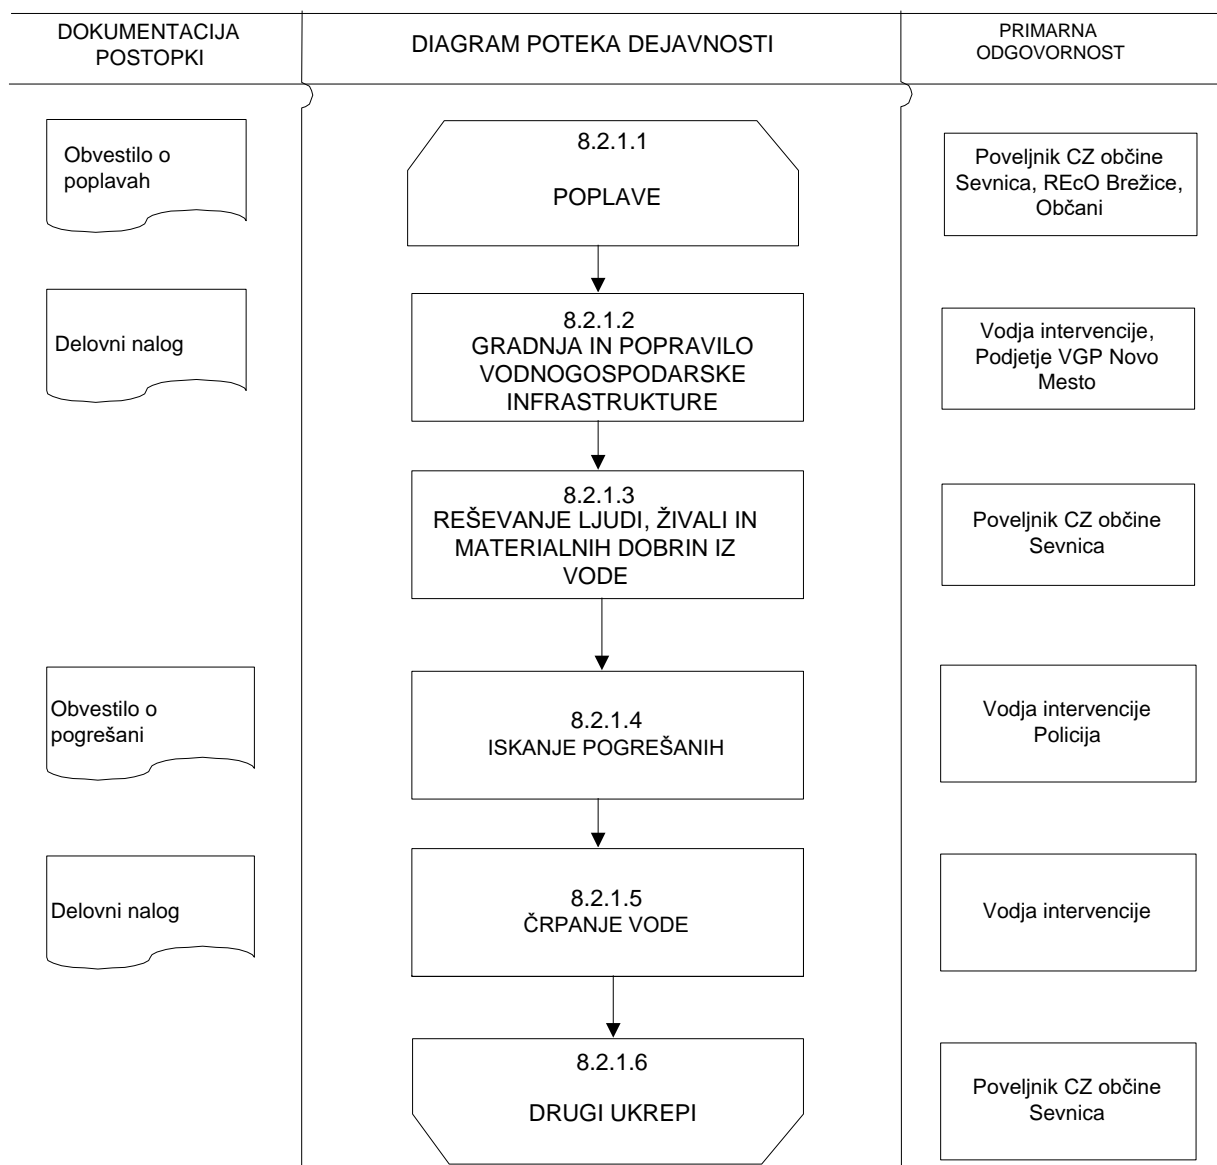 DOKUMENTACIJA
POSTOPKI
DIAGRAM POTEKA DEJAVNOSTI
PRIMARNA
ODGOVORNOST
Obvestilo o
poplavah
8.2.1.1
POPLAVE
Poveljnik CZ občine
Sevnica, REcO Brežice,
Občani
Delovni nalog
8.2.1.2
GRADNJA IN POPRAVILO
VODNOGOSPODARSKE
INFRASTRUKTURE
Vodja intervencije,
Podjetje VGP Novo
Mesto
8.2.1.3
REŠEVANJE LJUDI, ŽIVALI IN
MATERIALNIH DOBRIN IZ
VODE
Poveljnik CZ občine
Sevnica
Obvestilo o
pogrešani
8.2.1.4
ISKANJE POGREŠANIH
Vodja intervencije
Policija
Delovni nalog
8.2.1.5
ČRPANJE VODE
Vodja intervencije
8.2.1.6
DRUGI UKREPI
Poveljnik CZ občine
Sevnica